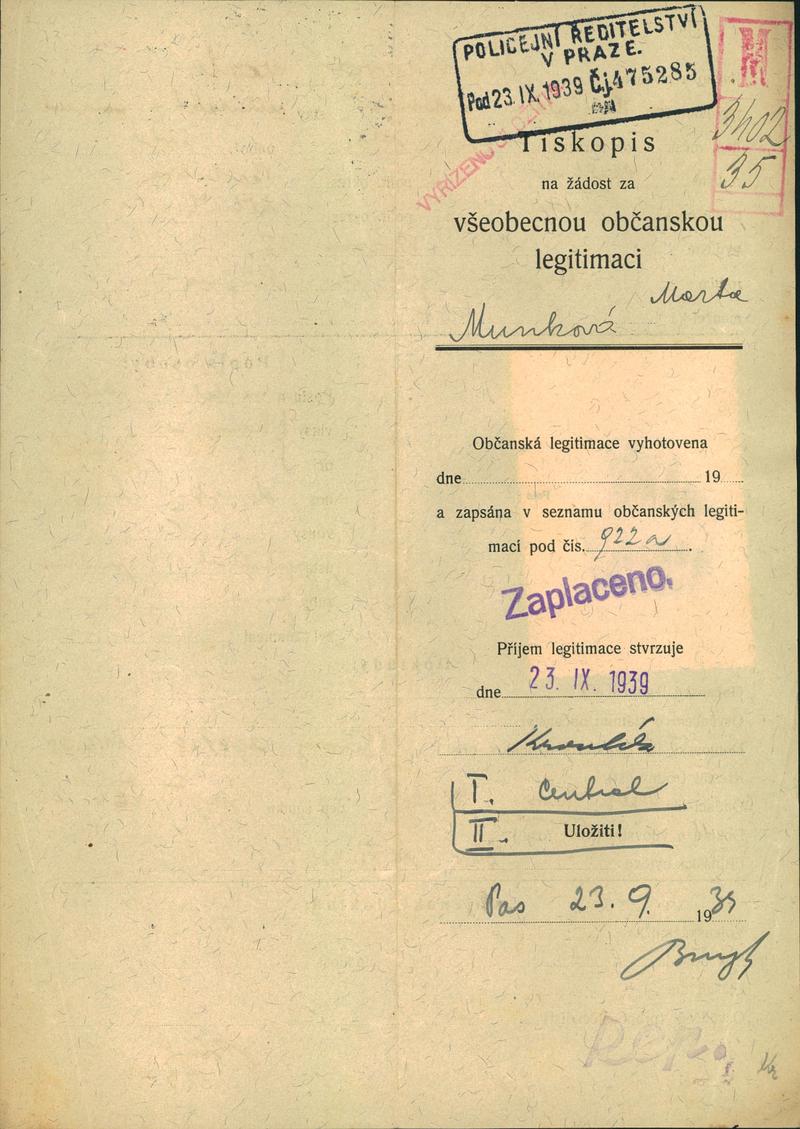 POLICEJNÍ ŘEDITELSTVÍ
V PRAZE.
Pod 23. IX. 1939 Čj. 475285
M
3402
35
VYŘÍZENO
Tiskopis
na žádost za
všeobecnou občanskou
legitimaci
Marta
Munková
Občanská legitimace vyhotovena
dne 19
a zapsána v seznamu občanských legiti-
mací pod čís. 922 a.
Zaplaceno.
Příjem legitimace stvrzuje
dne 23. IX. 1939
I. Central
II. Uložiti!
Pas 23. 9. 1939